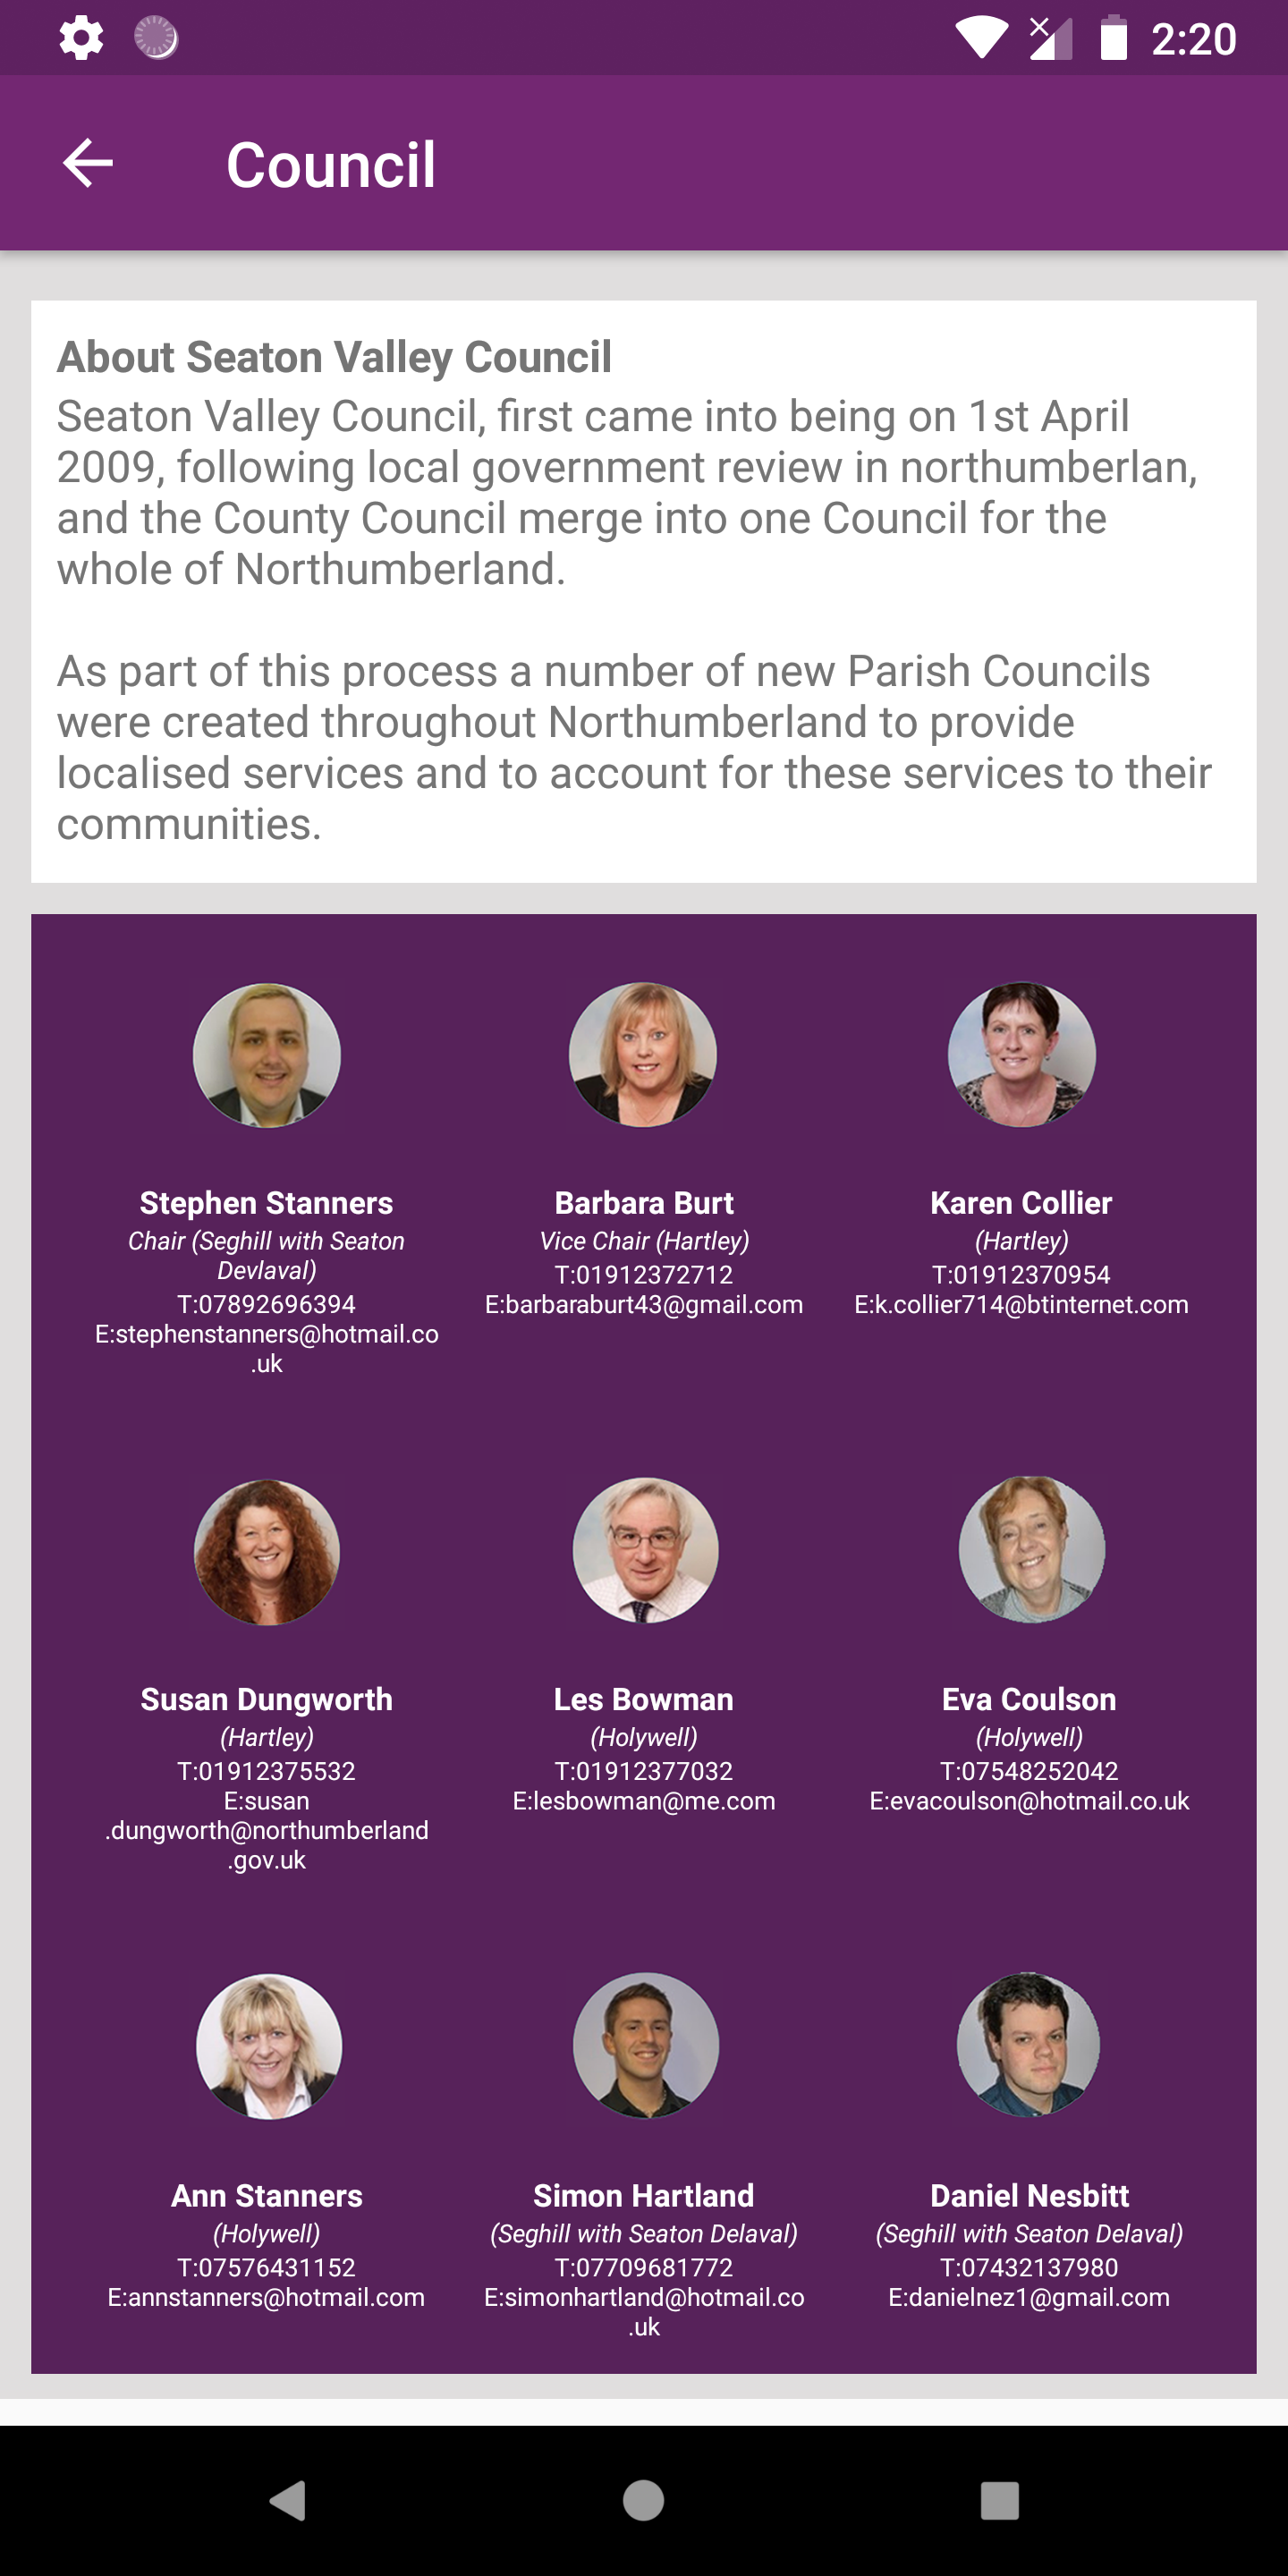 2:20
Council
About Seaton Valley Council
Seaton Valley Council, first came into being on 1st April
2009, following local government review in northumberlan,
and the County Council merge into one Council for the
whole of Northumberland.
As part of this process a number of new Parish Councils
were created throughout Northumberland to provide
localised services and to account for these services to their
communities.
Stephen Stanners
Chair (Seghill with Seaton
Devlaval)
T:07892696394
E:stephenstanners@hotmail.co
.uk
Barbara Burt
Vice Chair (Hartley)
T:01912372712
E:barbaraburt43@gmail.com
Karen Collier
(Hartley)
T:01912370954
E:k.collier714@btinternet.com
Susan Dungworth
(Hartley)
T:01912375532
E:susan
.dungworth@northumberland
.gov.uk
Les Bowman
(Holywell)
T:01912377032
E:lesbowman@me.com
Eva Coulson
(Holywell)
T:07548252042
E:evacoulson@hotmail.co.uk
Ann Stanners
(Holywell)
T:07576431152
E:annstanners@hotmail.com
Simon Hartland
(Seghill with Seaton Delaval)
T:07709681772
E:simonhartland@hotmail.co
.uk
Daniel Nesbitt
(Seghill with Seaton Delaval)
T:07432137980
E:danielnez1@gmail.com